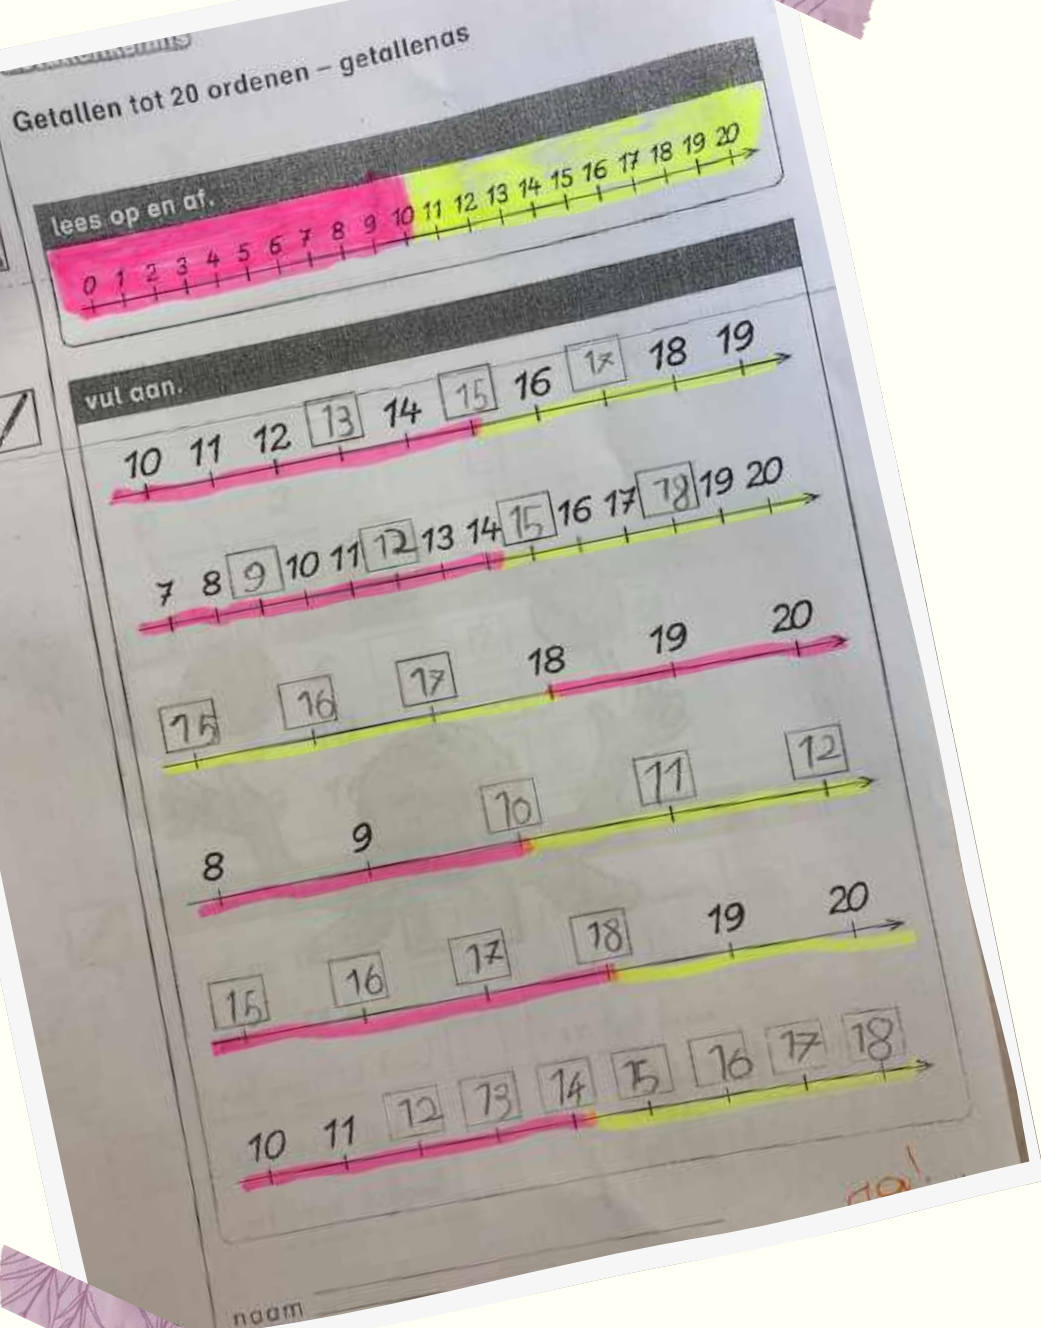 Getallen tot 20 ordenen – getallenas
lees op en af.
0 1 2 3 4 5 6 7 8 9 10 11 12 13 14 15 16 17 18 19 20
vul aan.
10 11 12 13 14 15 16 17 18 19
7 8 9 10 11 12 13 14 15 16 17 18 19 20
15 16 17 18 19 20
8 9 10 11 12
15 16 17 18 19 20
10 11 12 13 14 15 16 17 18
naam